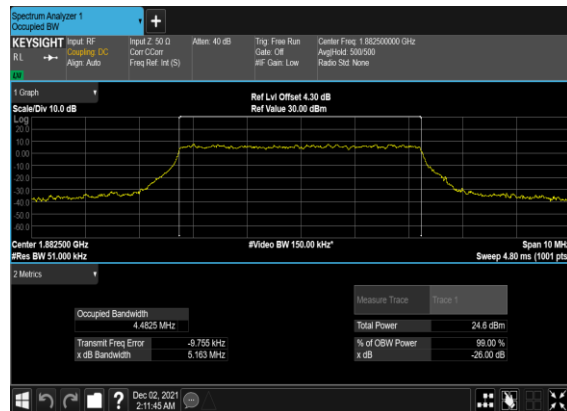 Spectrum Analyzer 1
Occupied BW
+
KEYSIGHT Input: RF Input Z: 50 Ω Atten: 40 dB Trig: Free Run Center Freq: 1.882500000 GHz
RL Coupling: DC Corr CCorr Gate: Off Avg|Hold: 500/500
Align: Auto Freq Ref: Int (S) #IF Gain: Low Radio Std: None
1 Graph
Ref Lvl Offset 4.30 dB
Scale/Div 10.0 dB Ref Value 30.00 dBm
Log
20.0
10.0
0.00
-10.0
-20.0
-30.0
-40.0
-50.0
-60.0
Center 1.882500 GHz #Video BW 150.00 kHz* Span 10 MHz
#Res BW 51.000 kHz Sweep 4.80 ms (1001 pts
2 Metrics
Measure Trace Trace 1
Occupied Bandwidth
4.4825 MHz
Total Power 24.6 dBm
Transmit Freq Error -9.755 kHz % of OBW Power 99.00 %
x dB Bandwidth 5.163 MHz x dB -26.00 dB
?
Dec 02, 2021
2:11:45 AM